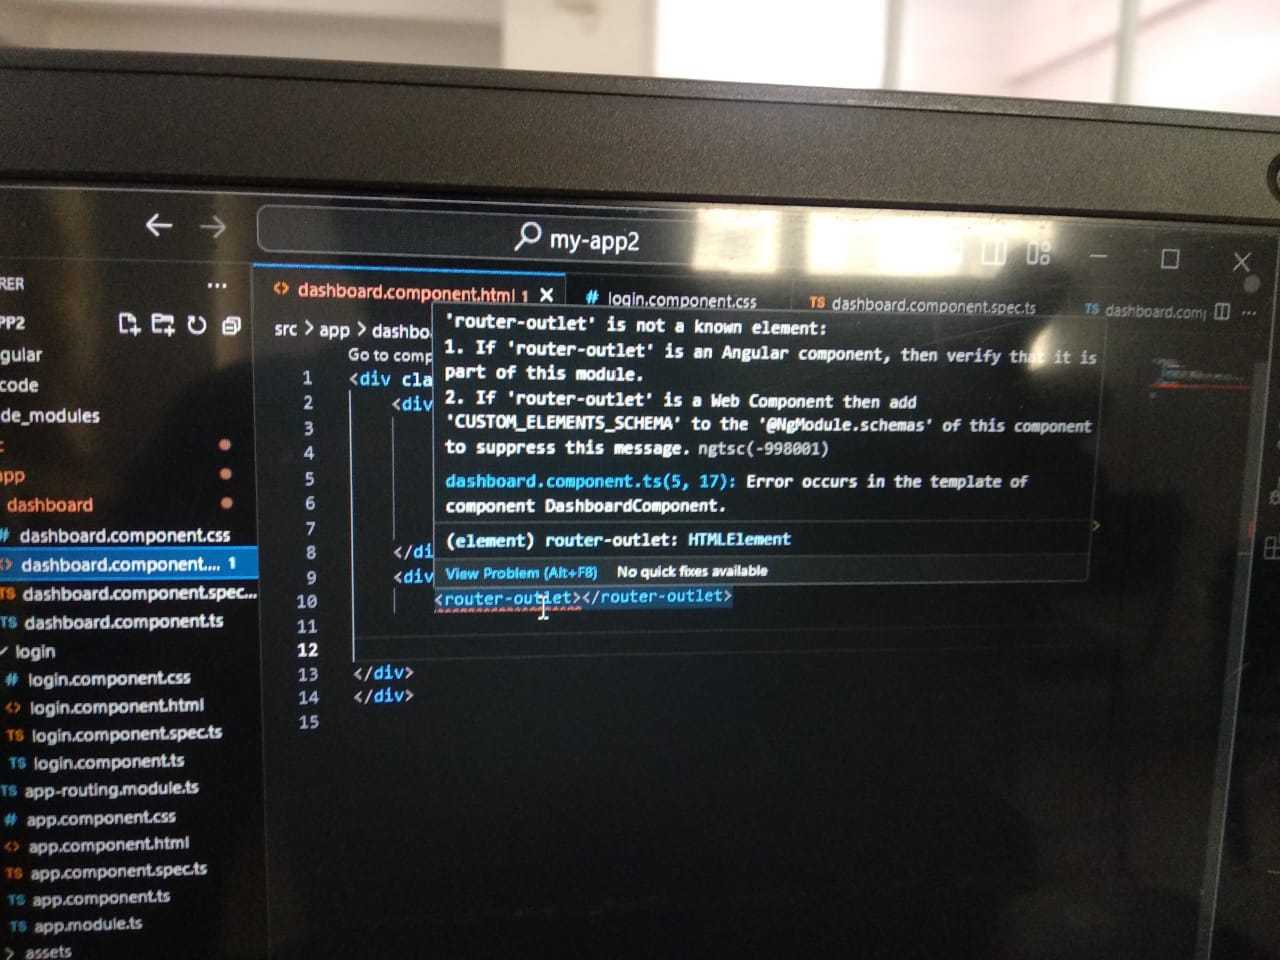 my-app2
RER
PP2
gular
code
de_modules
app
dashboard
dashboard.component.css
dashboard.component.... 1
dashboard.component.spec...
dashboard.component.ts
login
login.component.css
login.component.html
login.component.spec.ts
login.component.ts
app-routing.module.ts
app.component.css
app.component.html
app.component.spec.ts
app.component.ts
app.module.ts
assets
dashboard.component.html 1
login.component.css
dashboard.component.spec.ts
dashboard.comp
src > app > dashbo
Go to comp
1 <div cla
2 <div
3
4
5
6
7
8 </di
9 <div
10 <router-outlet></router-outlet>
11
12
13 </div>
14 </div>
15
'router-outlet' is not a known element:
1. If 'router-outlet' is an Angular component, then verify that it is
part of this module.
2. If 'router-outlet' is a Web Component then add
'CUSTOM_ELEMENTS_SCHEMA' to the '@NgModule.schemas' of this component
to suppress this message. ngtsc(-998001)
dashboard.component.ts(5, 17): Error occurs in the template of
component DashboardComponent.
(element) router-outlet: HTMLElement
View Problem (Alt+F8) No quick fixes available